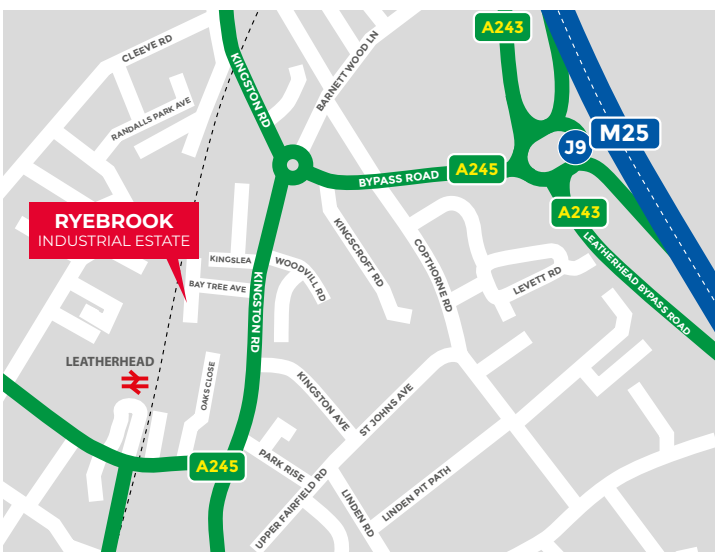 A243
CLEEVE RD
KINGSTON RD
BARNETT WOOD LN
RANDALLS PARK AVE
M25
J9
BYPASS ROAD
A245
A243
RYEBROOK
INDUSTRIAL ESTATE
KINGSLEA
WOODVILL RD
KINGSCROFT RD
COPTHORNE RD
LEVETT RD
LEATHERHEAD BYPASS ROAD
BAY TREE AVE
KINGSTON RD
LEATHERHEAD
OAKS CLOSE
KINGSTON AVE
ST JOHNS AVE
A245
PARK RISE
UPPER FAIRFIELD RD
LINDEN RD
LINDEN PIT PATH